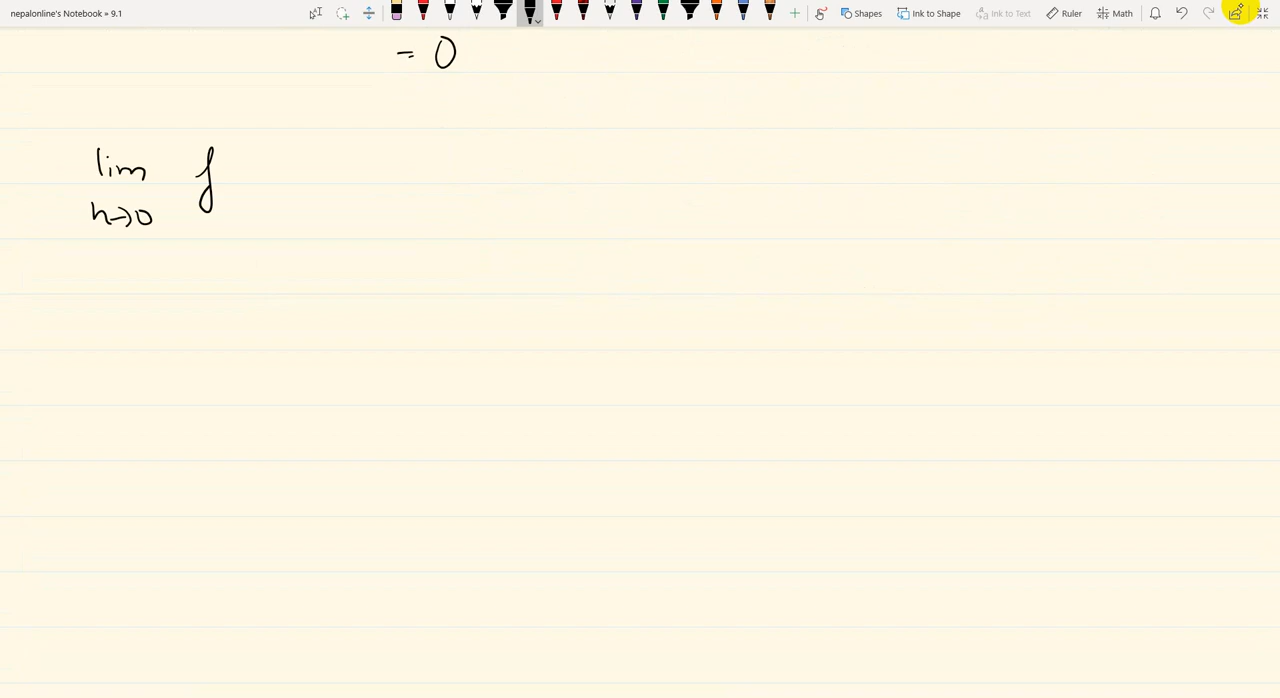 nepalonline's Notebook » 9.1
Shapes
Ink to Shape
Ink to Text
Ruler
Math
= 0
lim f
h→0